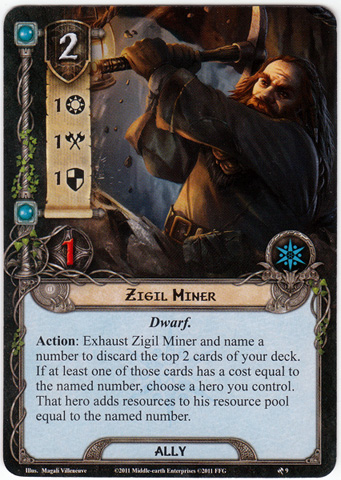 2
1
1
1
1
ZIGIL MINER
Dwarf.
Action: Exhaust Zigil Miner and name a
number to discard the top 2 cards of your deck.
If at least one of those cards has a cost equal to
the named number, choose a hero you control.
That hero adds resources to his resource pool
equal to the named number.
ALLY
Illus. Magali Villeneuve ©2011 Middle-earth Enterprises ©2011 FFG 9